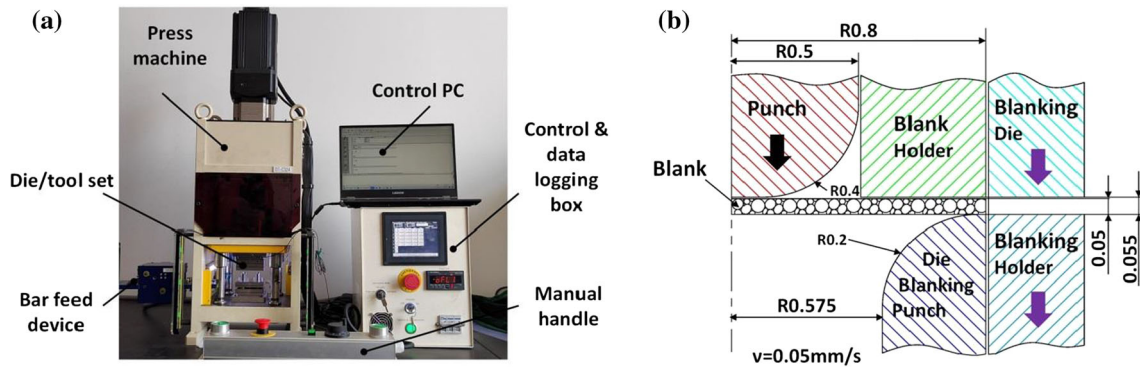 (a)
Press
machine
Control PC
Control &
data
logging
box
Die/tool set
Bar feed
device
Manual
handle
(b)
R0.8
R0.5
Punch
Blank
Holder
Blanking
Die
Blank
R0.4
R0.2
Die
Blanking
Punch
Blanking
Holder
0.05
0.055
R0.575
v=0.05mm/s